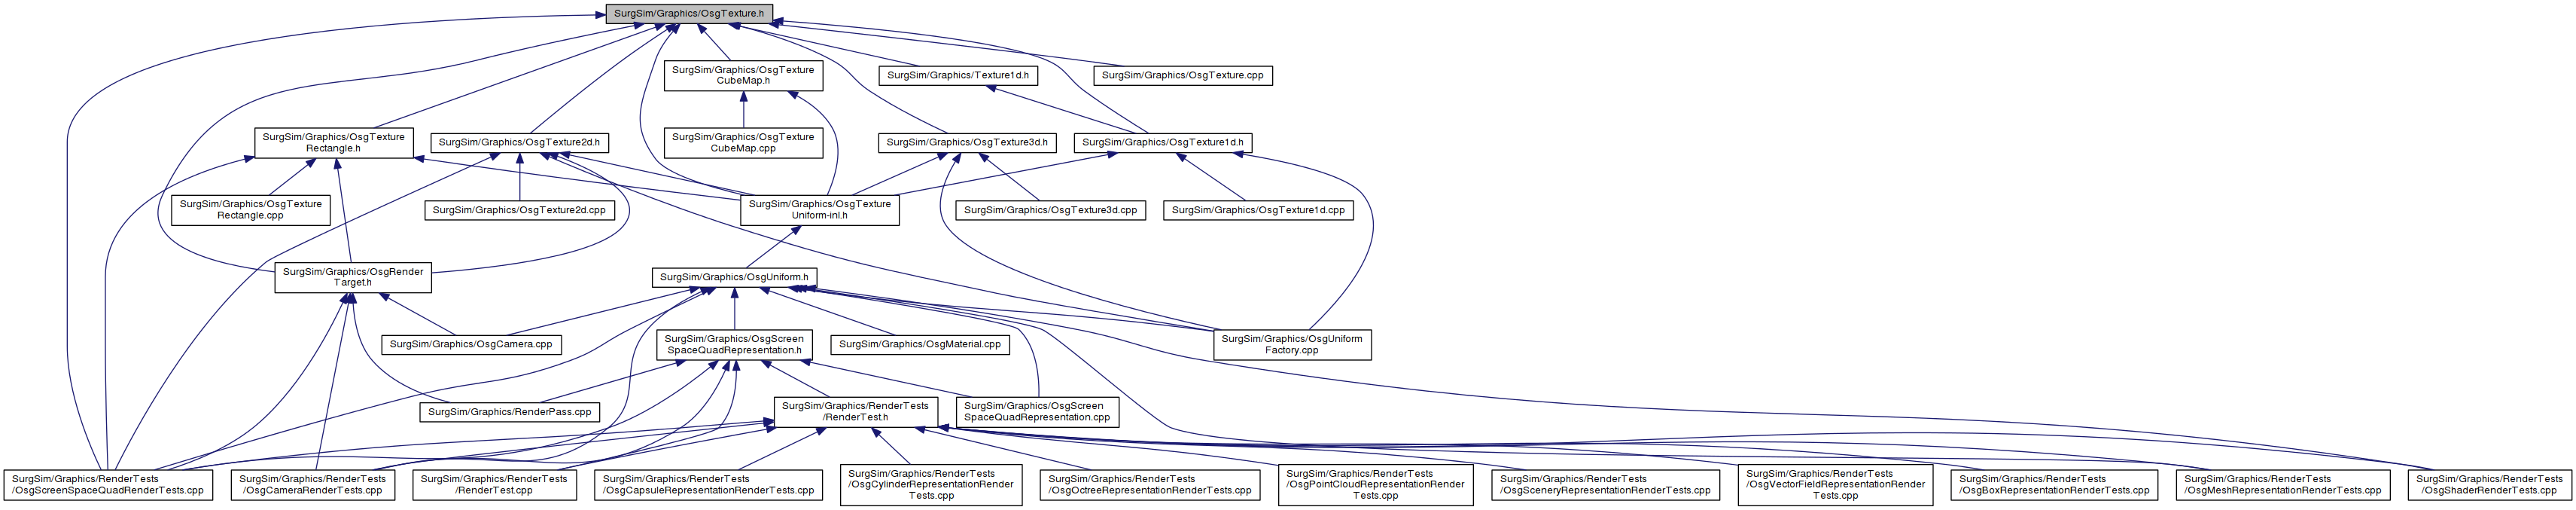 SurgSim/Graphics/OsgTexture.h
SurgSim/Graphics/OsgTexture
CubeMap.h
SurgSim/Graphics/Texture1d.h
SurgSim/Graphics/OsgTexture.cpp
SurgSim/Graphics/OsgTexture
Rectangle.h
SurgSim/Graphics/OsgTexture2d.h
SurgSim/Graphics/OsgTexture
CubeMap.cpp
SurgSim/Graphics/OsgTexture3d.h
SurgSim/Graphics/OsgTexture1d.h
SurgSim/Graphics/OsgTexture
Rectangle.cpp
SurgSim/Graphics/OsgTexture2d.cpp
SurgSim/Graphics/OsgTexture
Uniform-inl.h
SurgSim/Graphics/OsgTexture3d.cpp
SurgSim/Graphics/OsgTexture1d.cpp
SurgSim/Graphics/OsgRender
Target.h
SurgSim/Graphics/OsgUniform.h
SurgSim/Graphics/OsgCamera.cpp
SurgSim/Graphics/OsgScreen
SpaceQuadRepresentation.h
SurgSim/Graphics/OsgMaterial.cpp
SurgSim/Graphics/OsgUniform
Factory.cpp
SurgSim/Graphics/RenderPass.cpp
SurgSim/Graphics/RenderTests
/RenderTest.h
SurgSim/Graphics/OsgScreen
SpaceQuadRepresentation.cpp
SurgSim/Graphics/RenderTests
/OsgScreenSpaceQuadRenderTests.cpp
SurgSim/Graphics/RenderTests
/OsgCameraRenderTests.cpp
SurgSim/Graphics/RenderTests
/RenderTest.cpp
SurgSim/Graphics/RenderTests
/OsgCapsuleRepresentationRenderTests.cpp
SurgSim/Graphics/RenderTests
/OsgCylinderRepresentationRender
Tests.cpp
SurgSim/Graphics/RenderTests
/OsgOctreeRepresentationRenderTests.cpp
SurgSim/Graphics/RenderTests
/OsgPointCloudRepresentationRender
Tests.cpp
SurgSim/Graphics/RenderTests
/OsgSceneryRepresentationRenderTests.cpp
SurgSim/Graphics/RenderTests
/OsgVectorFieldRepresentationRender
Tests.cpp
SurgSim/Graphics/RenderTests
/OsgBoxRepresentationRenderTests.cpp
SurgSim/Graphics/RenderTests
/OsgMeshRepresentationRenderTests.cpp
SurgSim/Graphics/RenderTests
/OsgShaderRenderTests.cpp